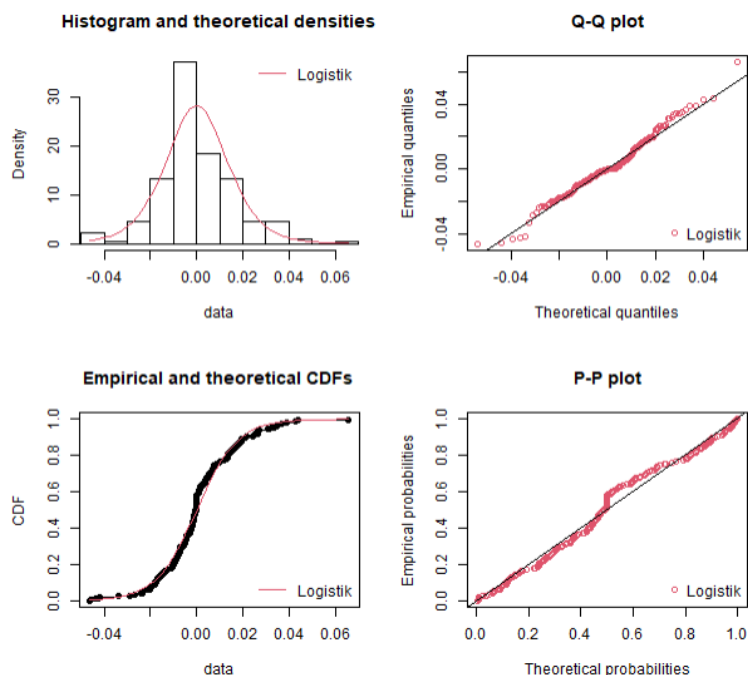 Histogram and theoretical densities
Density
0 10 20 30
Logistik
-0.04 0.00 0.02 0.04 0.06
data
Q-Q plot
Empirical quantiles
-0.04 0.00 0.04
Logistik
-0.04 0.00 0.02 0.04
Theoretical quantiles
Empirical and theoretical CDFs
CDF
0.0 0.2 0.4 0.6 0.8 1.0
Logistik
-0.04 0.00 0.02 0.04 0.06
data
P-P plot
Empirical probabilities
0.0 0.2 0.4 0.6 0.8 1.0
Logistik
0.0 0.2 0.4 0.6 0.8 1.0
Theoretical probabilities